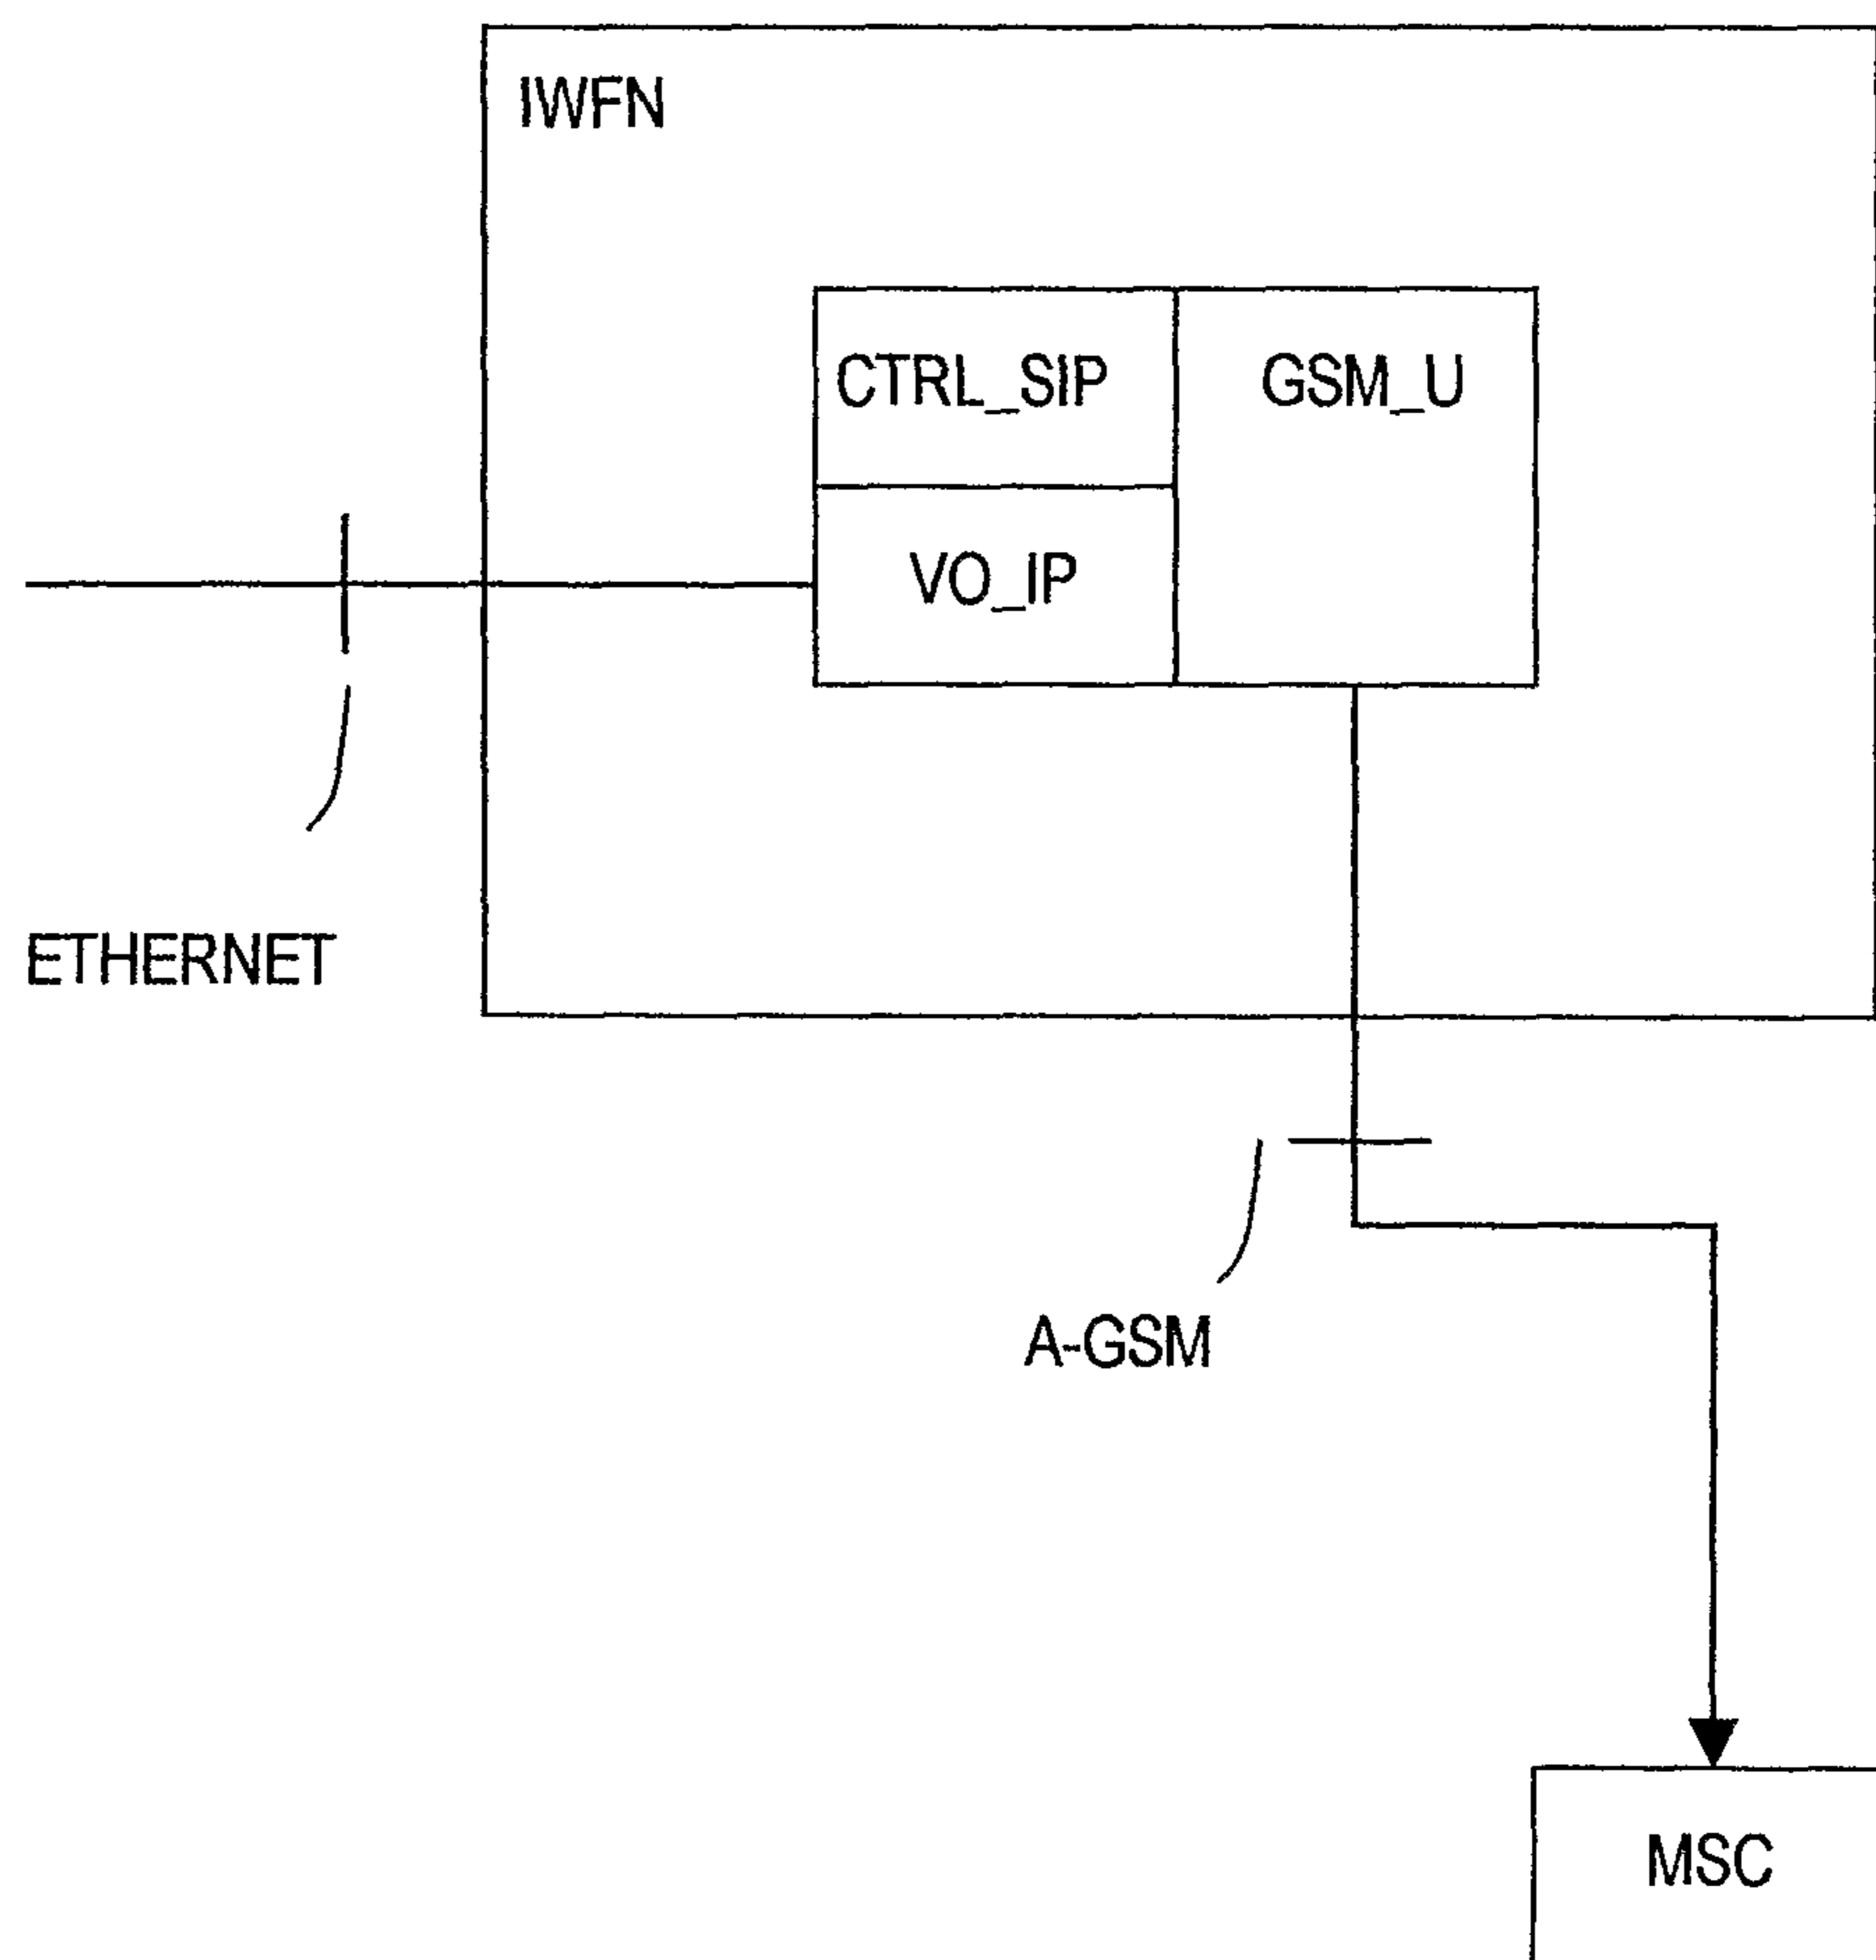 IWFN
CTRL_SIP
GSM_U
VO_IP
ETHERNET
A-GSM
MSC